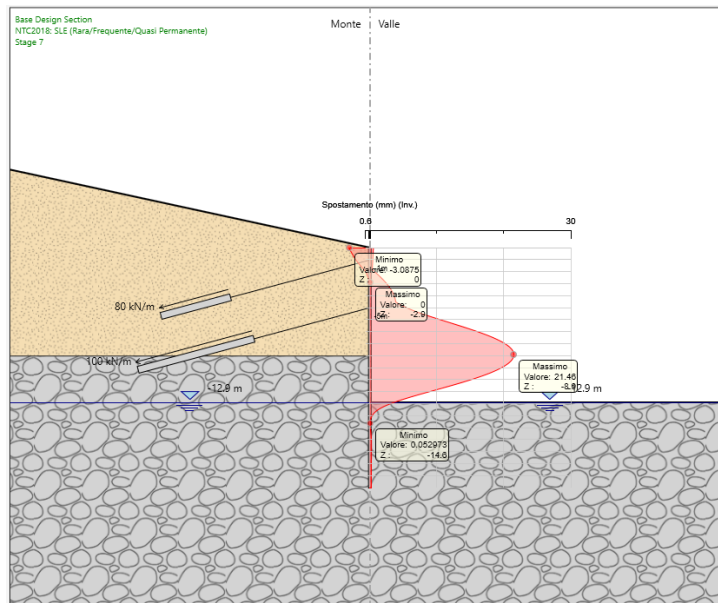 Base Design Section
NTC2018: SLE (Rara/Frequente/Quasi Permanente)
Stage 7
Monte
Valle
Spostamento (mm) (Inv.)
0.6
30
Minimo
Valore: -3.0875
Z : 0
Massimo
Valore: 0
Z : -2.9
80 kN/m
100 kN/m
Massimo
Valore: 21.46
-12.9 m
Minimo
Valore: 0.052973
Z : -14.6